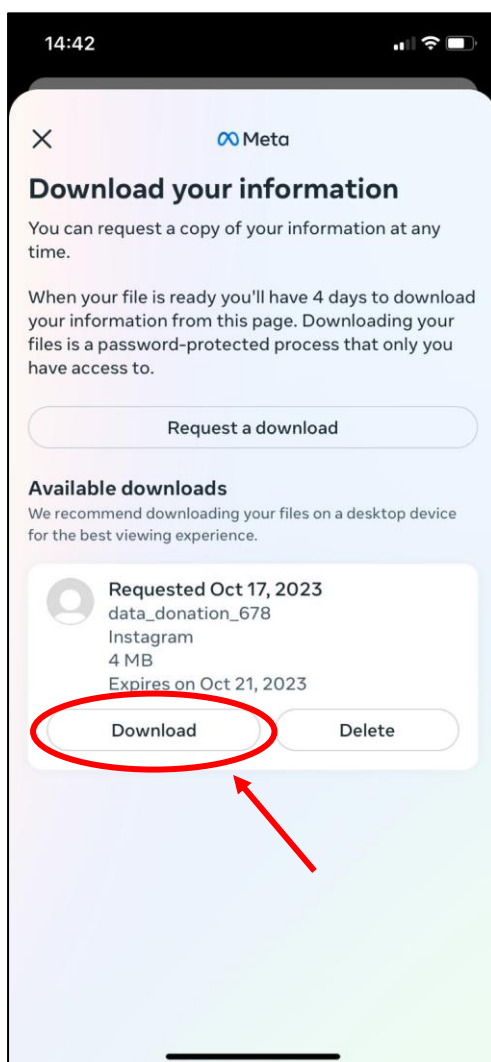 14:42
Meta
Download your information
You can request a copy of your information at any
time.
When your file is ready you'll have 4 days to download
your information from this page. Downloading your
files is a password-protected process that only you
have access to.
Request a download
Available downloads
We recommend downloading your files on a desktop device
for the best viewing experience.
Requested Oct 17, 2023
data_donation_678
Instagram
4 MB
Expires on Oct 21, 2023
Download Delete